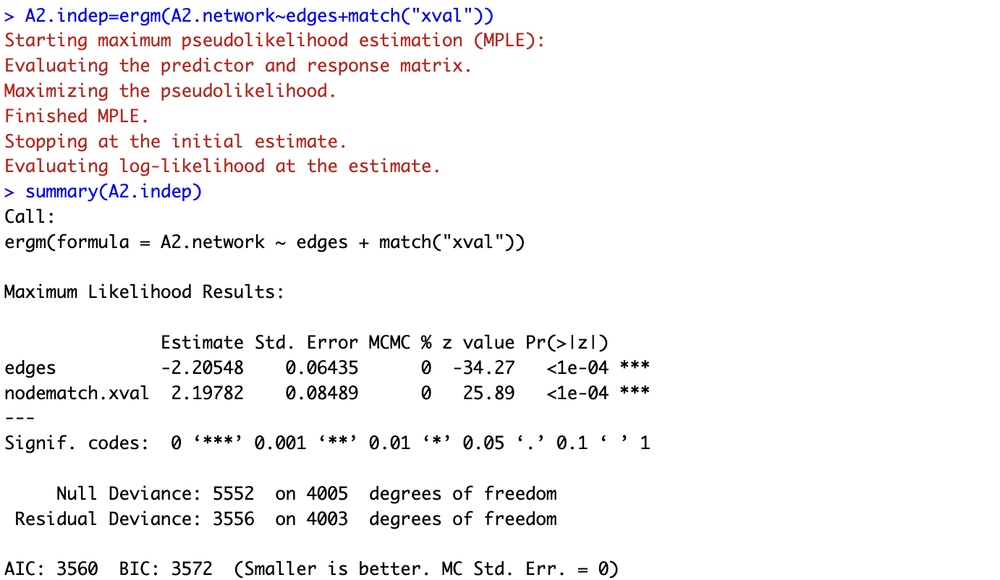 > A2.indep=ergm(A2.network~edges+match("xval"))
Starting maximum pseudolikelihood estimation (MPLE):
Evaluating the predictor and response matrix.
Maximizing the pseudolikelihood.
Finished MPLE.
Stopping at the initial estimate.
Evaluating log-likelihood at the estimate.
> summary(A2.indep)
Call:
ergm(formula = A2.network ~ edges + match("xval"))
Maximum Likelihood Results:
               Estimate Std. Error MCMC % z value Pr(>|z|)
edges          -2.20548    0.06435      0  -34.27   <1e-04 ***
nodematch.xval  2.19782    0.08489      0   25.89   <1e-04 ***
---
Signif. codes:  0 ‘***’ 0.001 ‘**’ 0.01 ‘*’ 0.05 ‘.’ 0.1 ‘ ’ 1
     Null Deviance: 5552  on 4005  degrees of freedom
 Residual Deviance: 3556  on 4003  degrees of freedom
AIC: 3560  BIC: 3572  (Smaller is better. MC Std. Err. = 0)